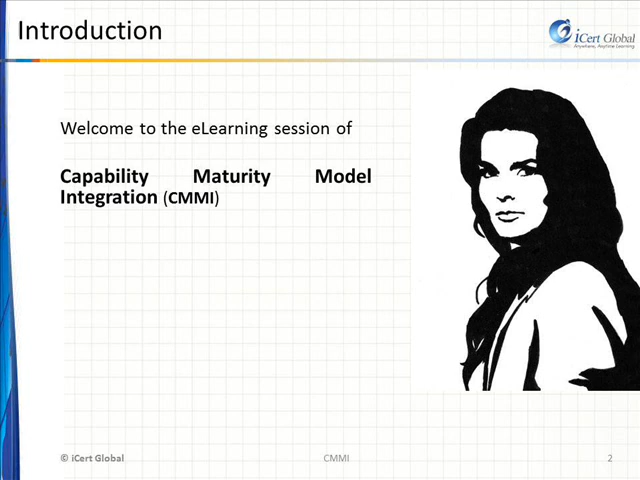 Introduction
iCert Global
Anywhere, Anytime Learning
Welcome to the eLearning session of
Capability Maturity Model
Integration (CMMI)
© iCert Global CMMI 2